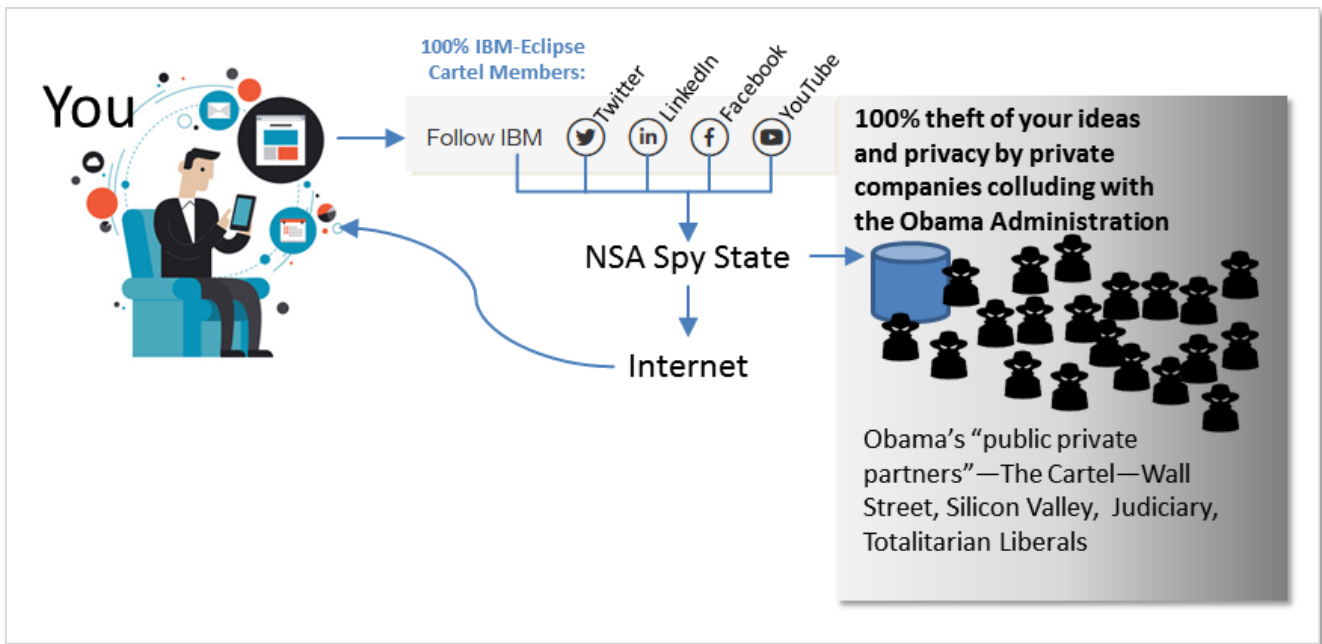 You
100% IBM-Eclipse
Cartel Members:
Follow IBM
Twitter
LinkedIn
in
Facebook
f
YouTube
100% theft of your ideas
and privacy by private
companies colluding with
the Obama Administration
NSA Spy State
Internet
Obama’s “public private
partners”—The Cartel—Wall
Street, Silicon Valley,  Judiciary,
Totalitarian Liberals